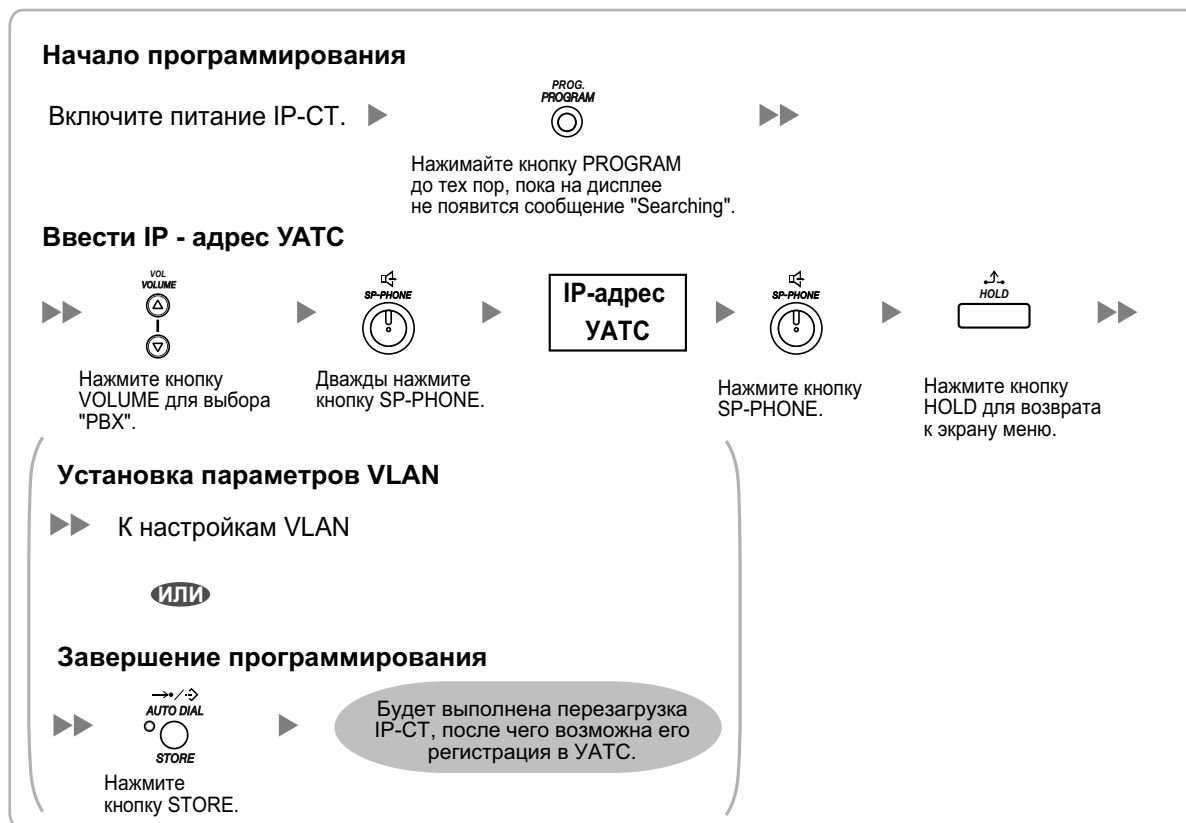 Начало программирования
Включите питание IP-CT.
PROG.
PROGRAM
Нажимайте кнопку PROGRAM
до тех пор, пока на дисплее
не появится сообщение "Searching".
Ввести IP - адрес УАТС
VOL
VOLUME
Нажмите кнопку
VOLUME для выбора
"PBX".
SP-PHONE
Дважды нажмите
кнопку SP-PHONE.
IP-адрес
УАТС
SP-PHONE
Нажмите кнопку
SP-PHONE.
HOLD
Нажмите кнопку
HOLD для возврата
к экрану меню.
Установка параметров VLAN
К настройкам VLAN
ИЛИ
Завершение программирования
AUTO DIAL
STORE
Нажмите
кнопку STORE.
Будет выполнена перезагрузка
IP-CT, после чего возможна его
регистрация в УАТС.